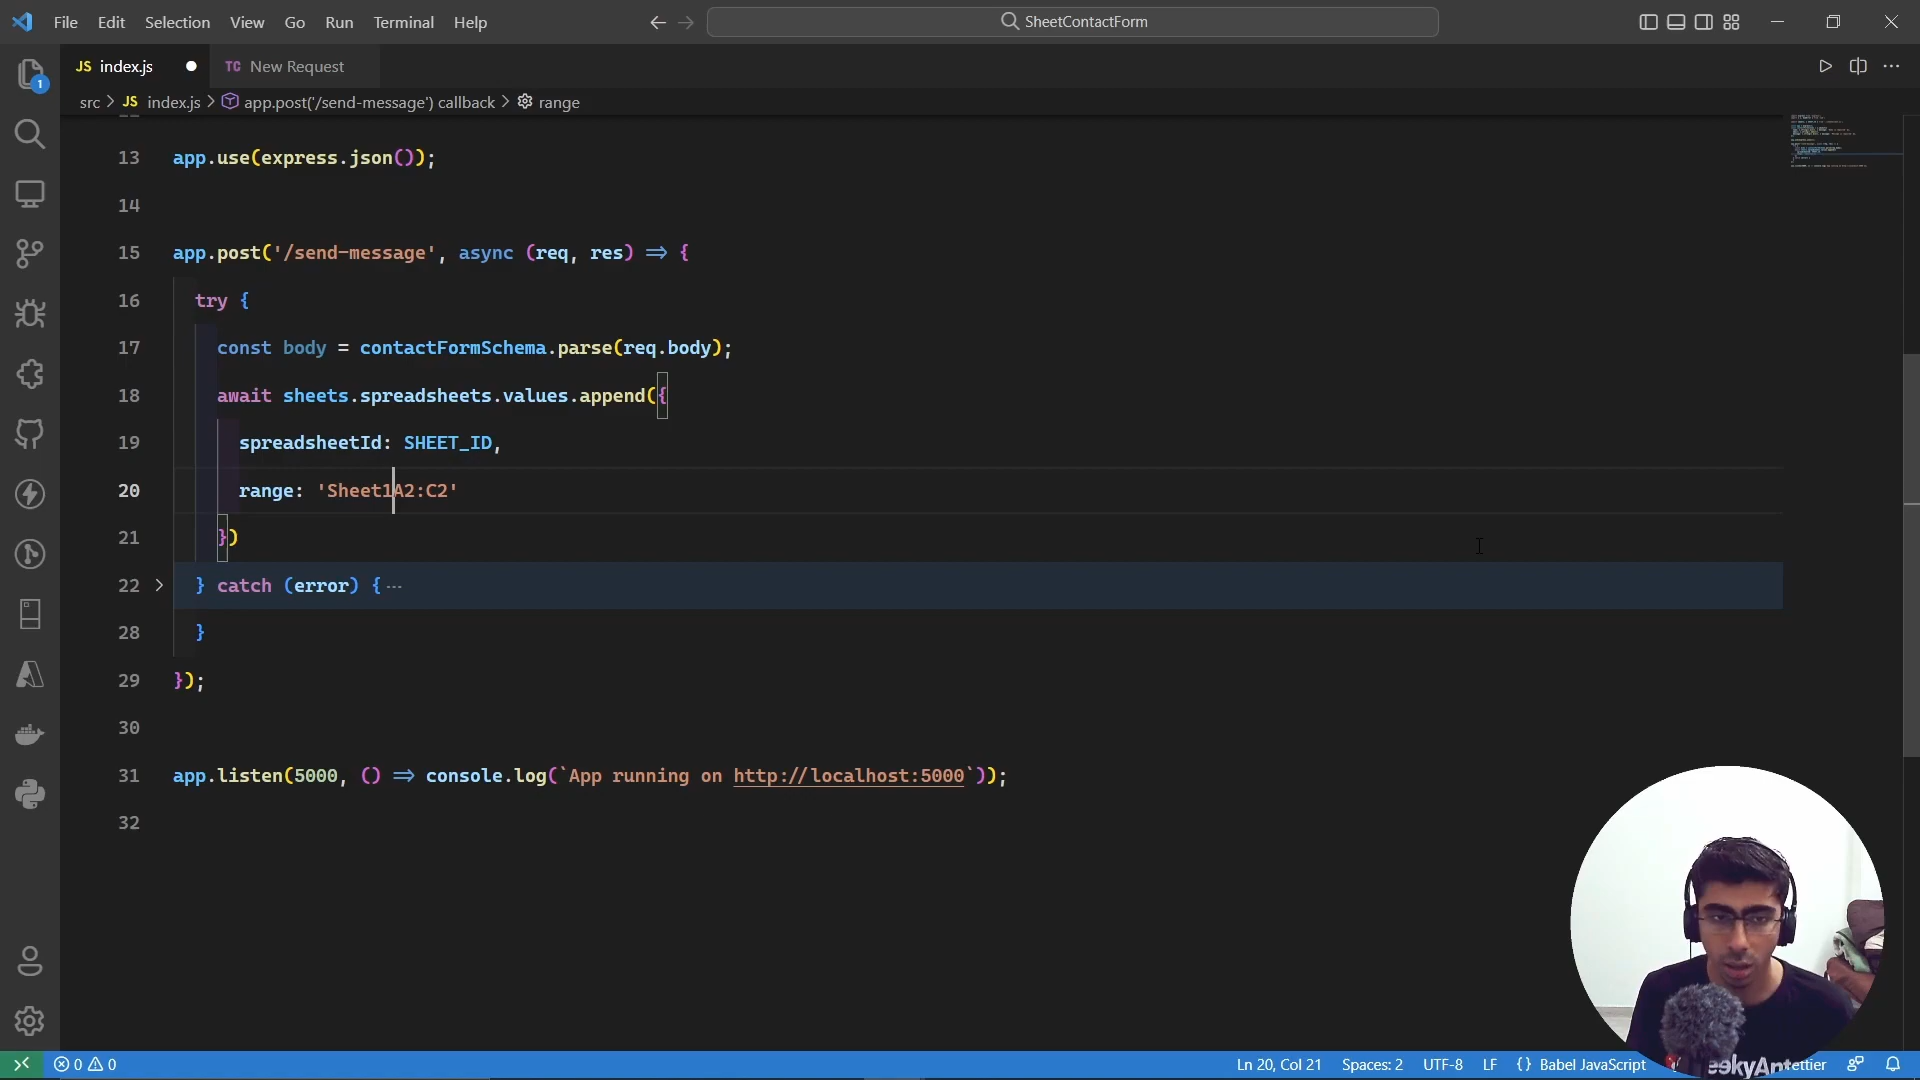 File Edit Selection View Go Run Terminal Help
SheetContactForm
JS index.js
TC New Request
src > JS index.js > app.post('/send-message') callback > range
1
13 app.use(express.json());
14
15 app.post('/send-message', async (req, res) => {
16 try {
17 const body = contactFormSchema.parse(req.body);
18 await sheets.spreadsheets.values.append({
19 spreadsheetId: SHEET_ID,
20 range: 'Sheet1A2:C2'
21 })
22 } catch (error) {···
28 }
29 });
30
31 app.listen(5000, () => console.log(`App running on http://localhost:5000`));
32
0 0
Ln 20, Col 21 Spaces: 2 UTF-8 LF {} Babel JavaScript